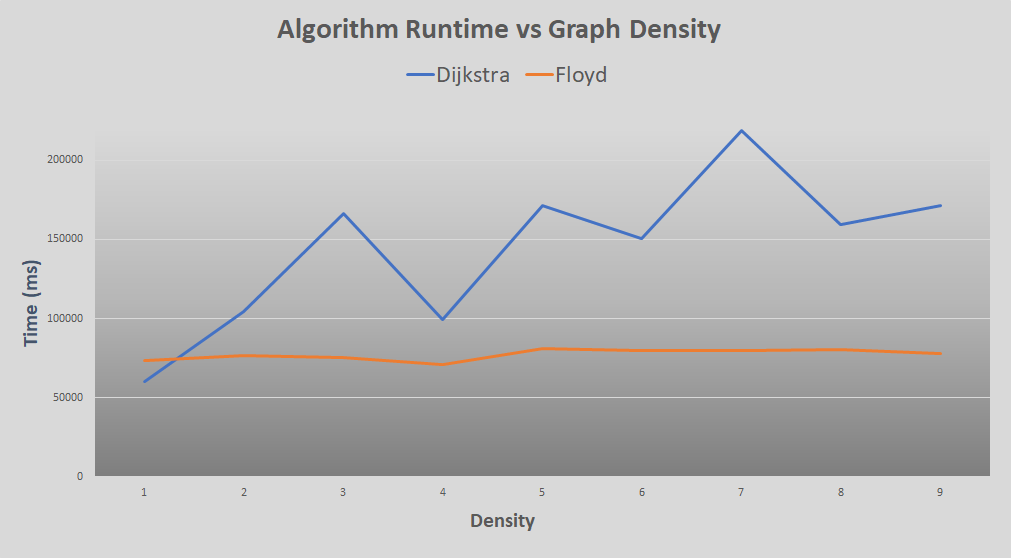 Algorithm Runtime vs Graph Density
Dijkstra Floyd
200000
150000
100000
50000
0
Time (ms)
1 2 3 4 5 6 7 8 9
Density